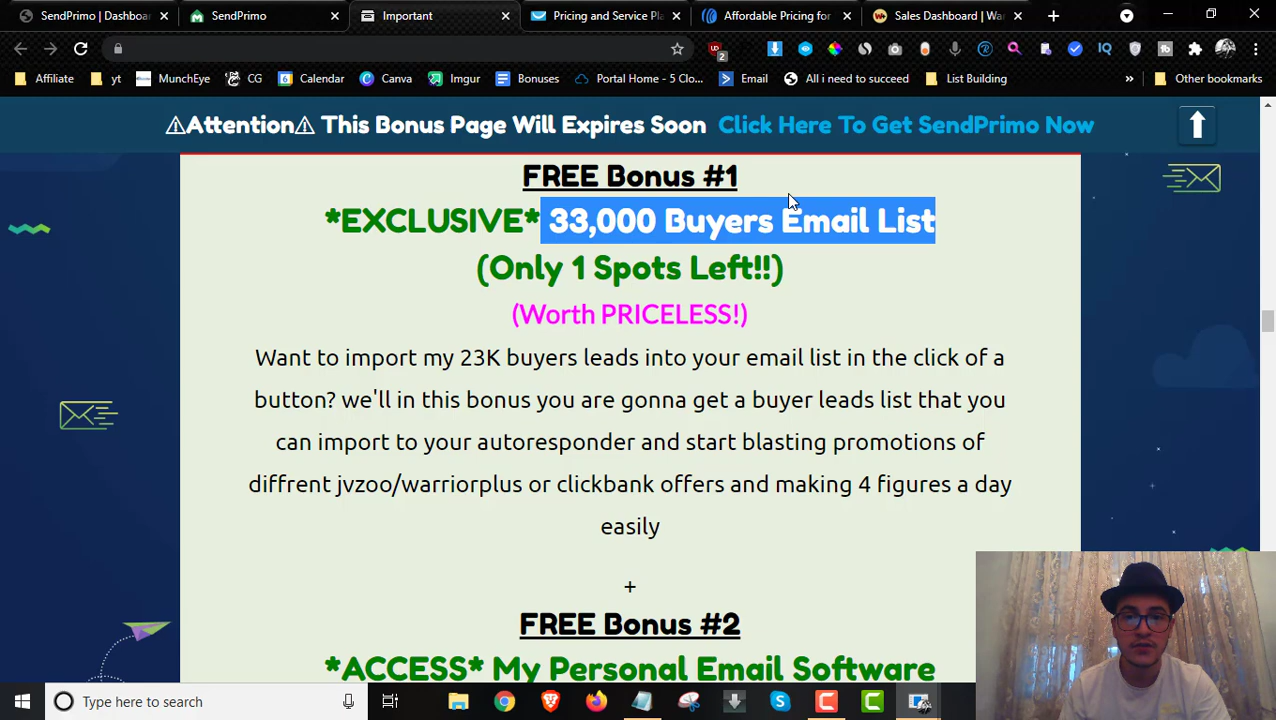 SendPrimo | Dashboa
SendPrimo
Important
Pricing and Service Pla
Affordable Pricing for
Sales Dashboard | Wa
2
Affiliate
yt
MunchEye
CG
Calendar
Canva
Imgur
Bonuses
Portal Home - 5 Clo...
Email
All i need to succeed
List Building
»
Other bookmarks
⚠Attention⚠ This Bonus Page Will Expires Soon Click Here To Get SendPrimo Now
FREE Bonus #1
*EXCLUSIVE* 33,000 Buyers Email List
(Only 1 Spots Left!!)
(Worth PRICELESS!)
Want to import my 23K buyers leads into your email list in the click of a
button? we'll in this bonus you are gonna get a buyer leads list that you
can import to your autoresponder and start blasting promotions of
diffrent jvzoo/warriorplus or clickbank offers and making 4 figures a day
easily
+
FREE Bonus #2
*ACCESS* My Personal Email Software
Type here to search